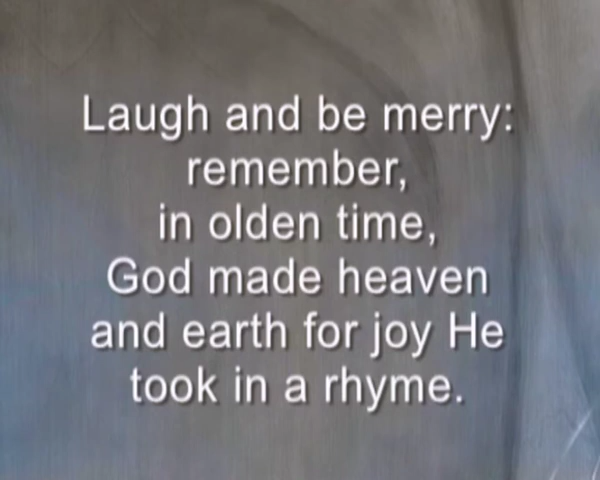 Laugh and be merry:
remember,
in olden time,
God made heaven
and earth for joy He
took in a rhyme.